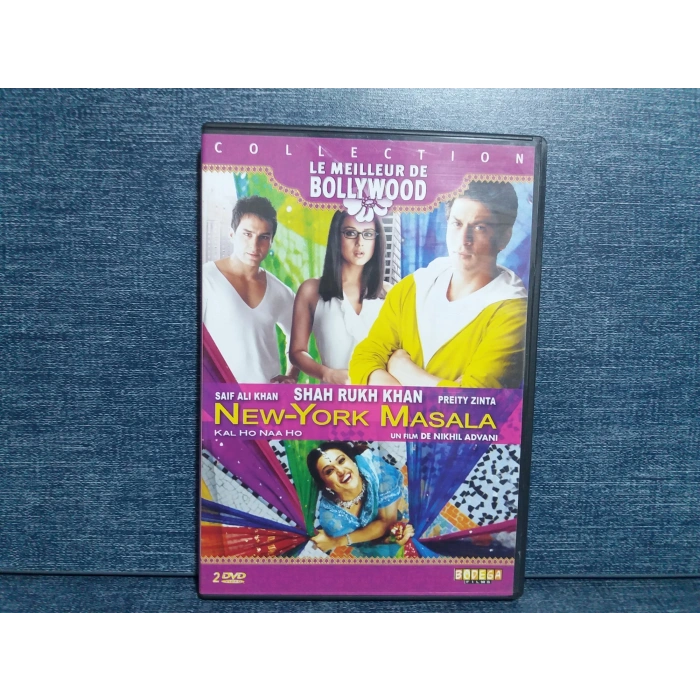 COLLECTION
LE MEILLEUR DE
BOLLYWOOD
SAIF ALI KHAN SHAH RUKH KHAN PREITY ZINTA
NEW-YORK MASALA
KAL HO NAA HO UN FILM DE NIKHIL ADVANI
2 DVD
BODEGA
FILMS